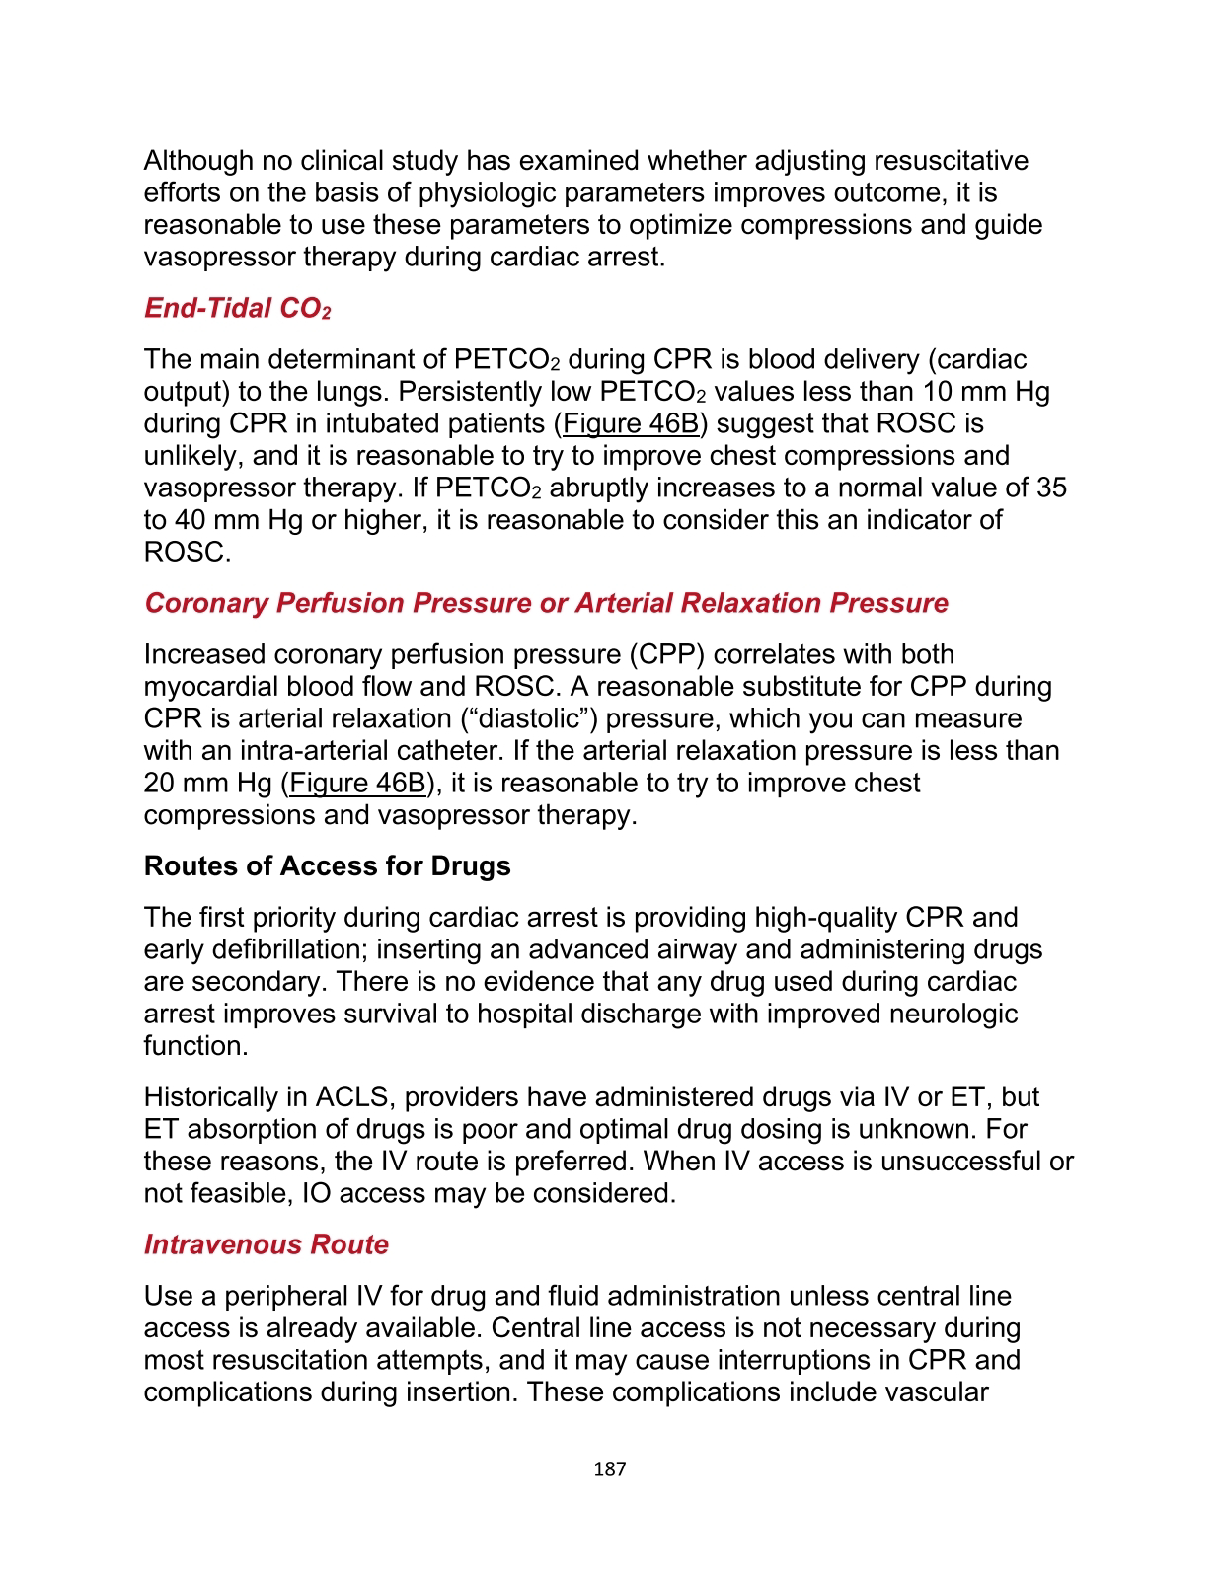 Although no clinical study has examined whether adjusting resuscitative
efforts on the basis of physiologic parameters improves outcome, it is
reasonable to use these parameters to optimize compressions and guide
vasopressor therapy during cardiac arrest.
End-Tidal CO₂
The main determinant of PETCO₂ during CPR is blood delivery (cardiac
output) to the lungs. Persistently low PETCO₂ values less than 10 mm Hg
during CPR in intubated patients (Figure 46B) suggest that ROSC is
unlikely, and it is reasonable to try to improve chest compressions and
vasopressor therapy. If PETCO₂ abruptly increases to a normal value of 35
to 40 mm Hg or higher, it is reasonable to consider this an indicator of
ROSC.
Coronary Perfusion Pressure or Arterial Relaxation Pressure
Increased coronary perfusion pressure (CPP) correlates with both
myocardial blood flow and ROSC. A reasonable substitute for CPP during
CPR is arterial relaxation (“diastolic”) pressure, which you can measure
with an intra-arterial catheter. If the arterial relaxation pressure is less than
20 mm Hg (Figure 46B), it is reasonable to try to improve chest
compressions and vasopressor therapy.
Routes of Access for Drugs
The first priority during cardiac arrest is providing high-quality CPR and
early defibrillation; inserting an advanced airway and administering drugs
are secondary. There is no evidence that any drug used during cardiac
arrest improves survival to hospital discharge with improved neurologic
function.
Historically in ACLS, providers have administered drugs via IV or ET, but
ET absorption of drugs is poor and optimal drug dosing is unknown. For
these reasons, the IV route is preferred. When IV access is unsuccessful or
not feasible, IO access may be considered.
Intravenous Route
Use a peripheral IV for drug and fluid administration unless central line
access is already available. Central line access is not necessary during
most resuscitation attempts, and it may cause interruptions in CPR and
complications during insertion. These complications include vascular
187